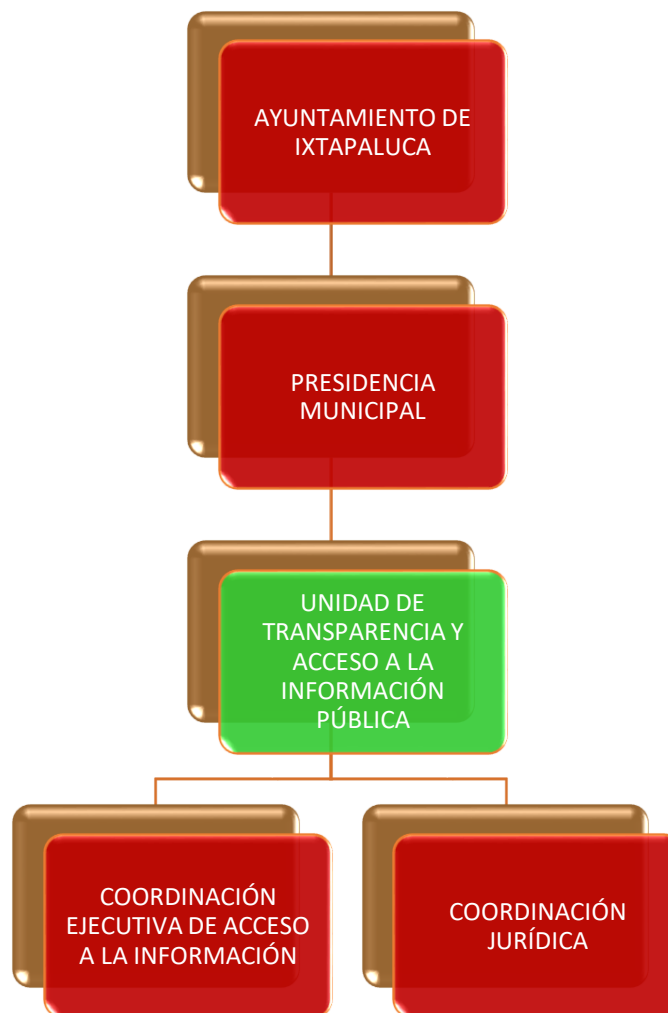 AYUNTAMIENTO DE
IXTAPALUCA
PRESIDENCIA
MUNICIPAL
UNIDAD DE
TRANSPARENCIA Y
ACCESO A LA
INFORMACIÓN
PÚBLICA
COORDINACIÓN
EJECUTIVA DE ACCESO
A LA INFORMACIÓN
COORDINACIÓN
JURÍDICA